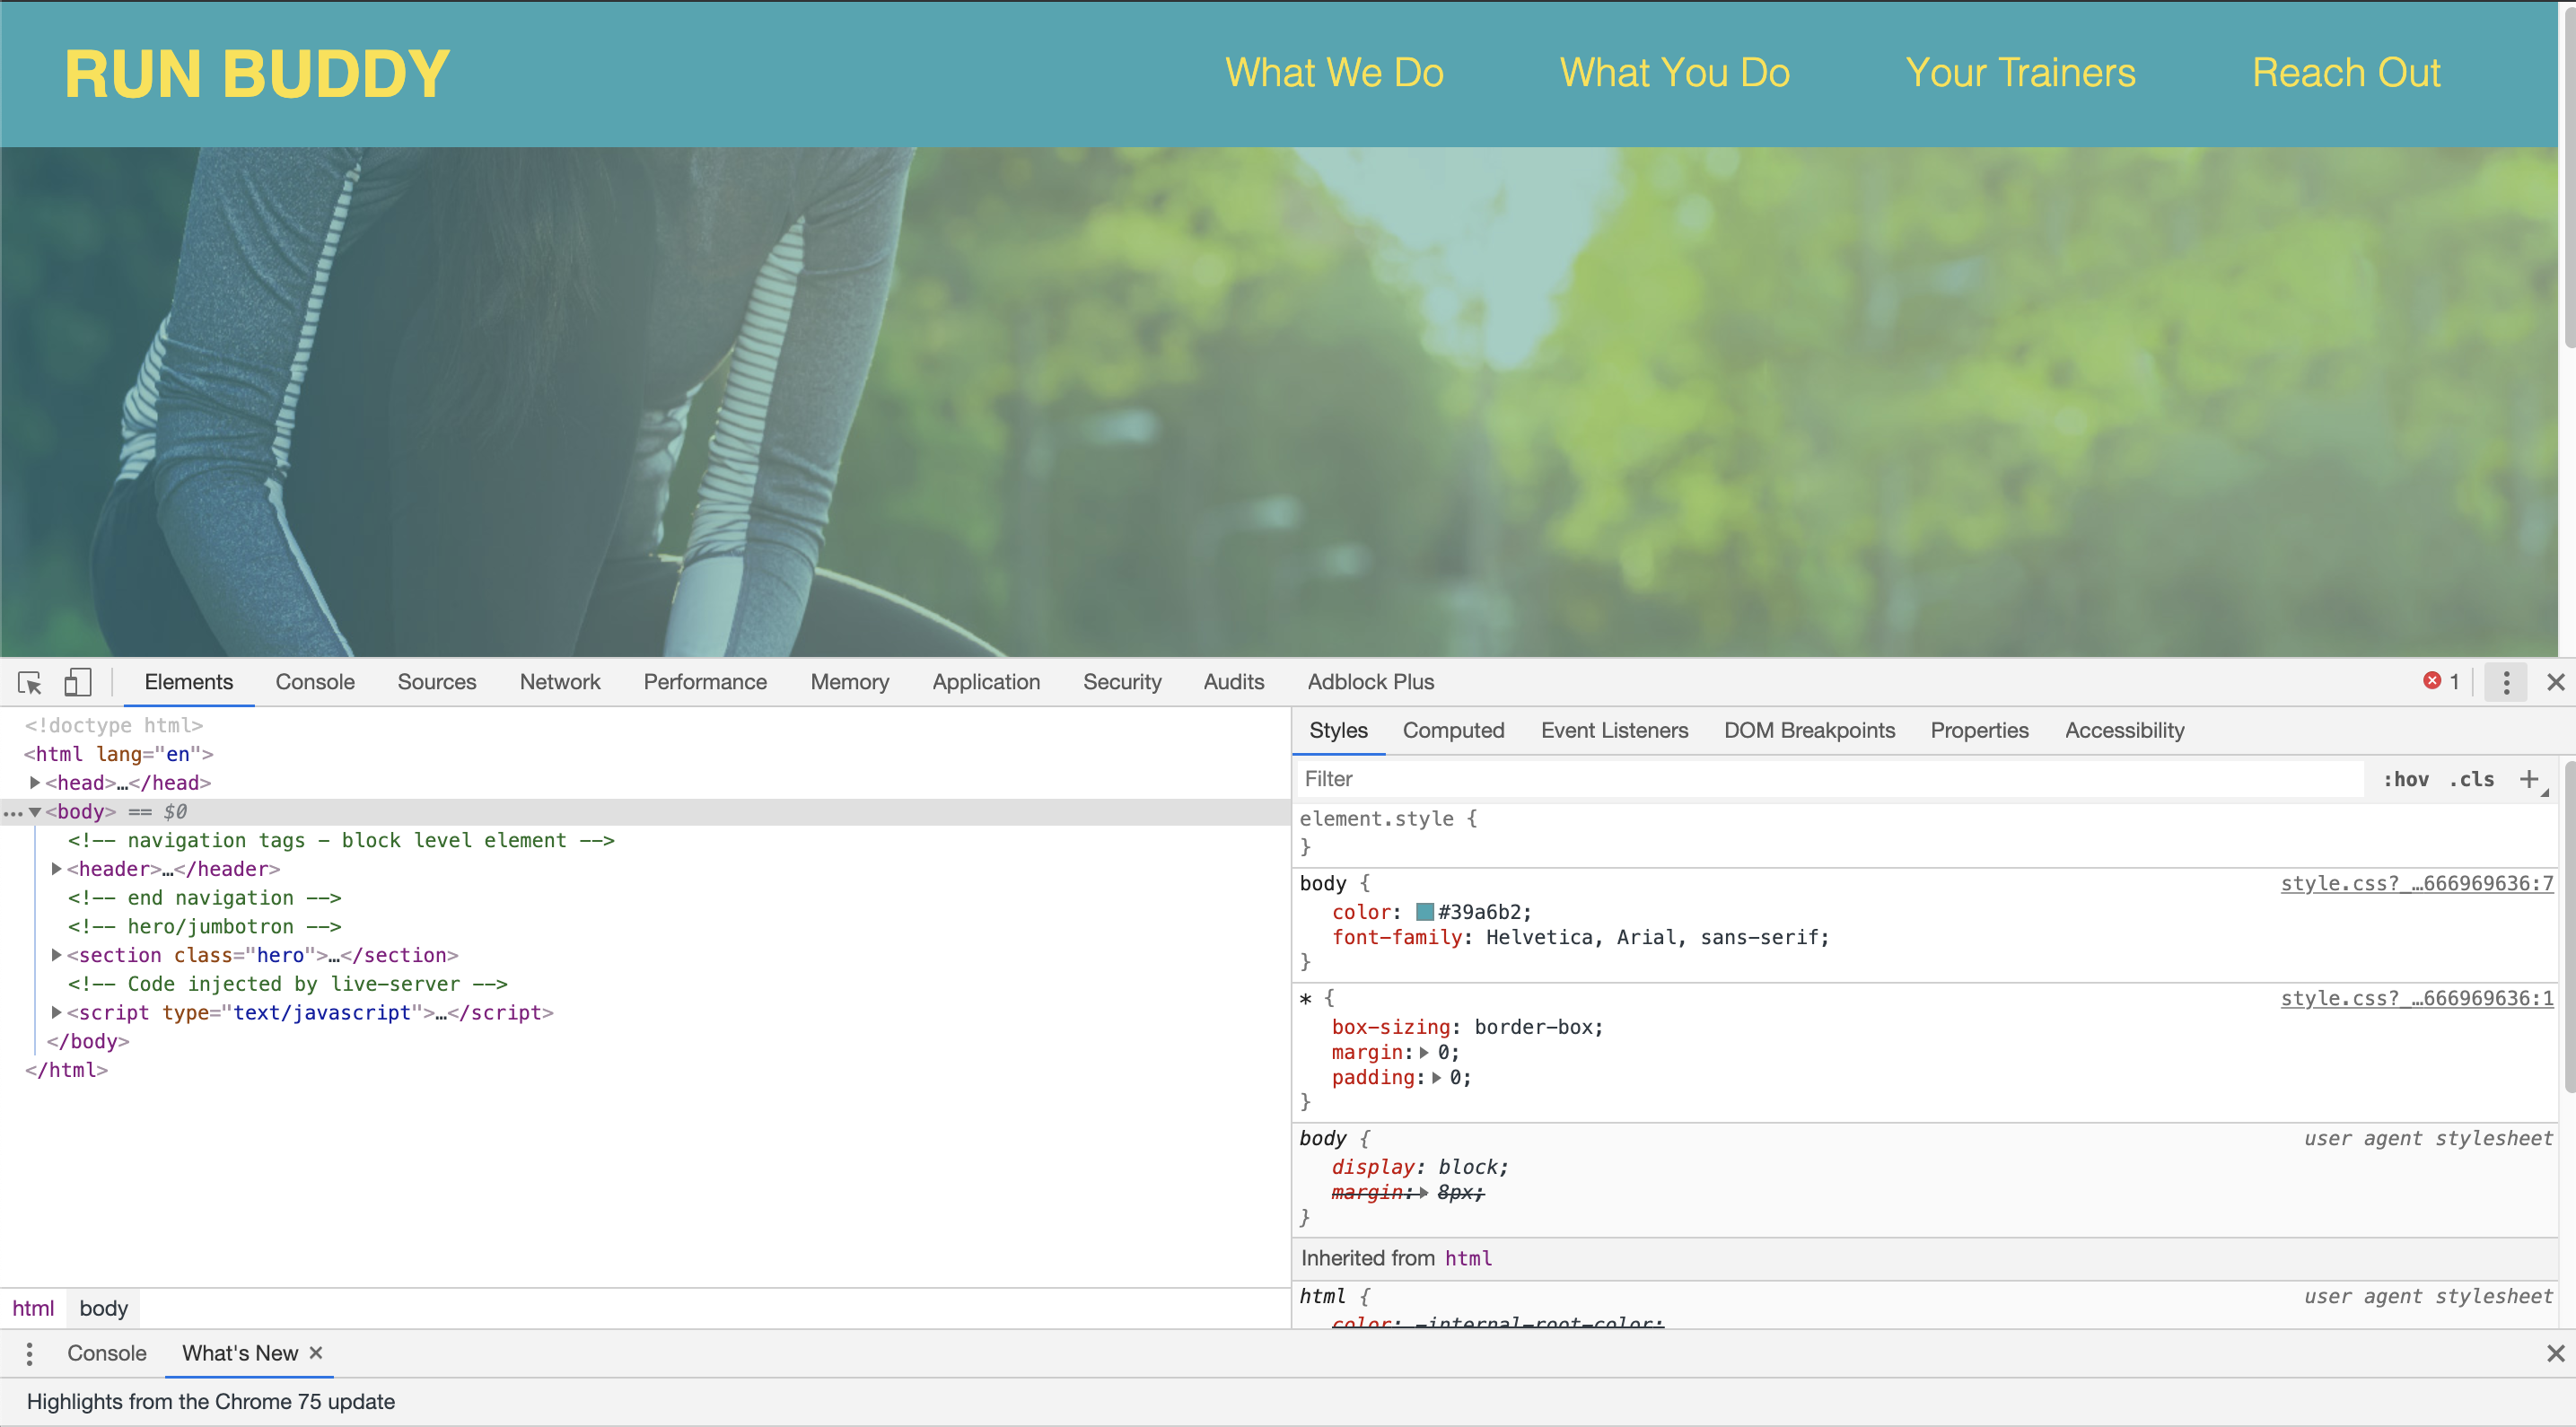 RUN BUDDY What We Do What You Do Your Trainers Reach Out
Elements Console Sources Network Performance Memory Application Security Audits Adblock Plus 1
<!doctype html>
<html lang="en">
<head>…</head>
<body> == $0
<!-- navigation tags - block level element -->
<header>…</header>
<!-- end navigation -->
<!-- hero/jumbotron -->
<section class="hero">…</section>
<!-- Code injected by live-server -->
<script type="text/javascript">…</script>
</body>
</html>
html body
Styles Computed Event Listeners DOM Breakpoints Properties Accessibility
Filter :hov .cls +
element.style {
}
body { style.css?_…666969636:7
color: #39a6b2;
font-family: Helvetica, Arial, sans-serif;
}
* { style.css?_…666969636:1
box-sizing: border-box;
margin: 0;
padding: 0;
}
body { user agent stylesheet
display: block;
margin: 8px;
}
Inherited from html
html { user agent stylesheet
color: -internal-root-color;
Console What's New
Highlights from the Chrome 75 update